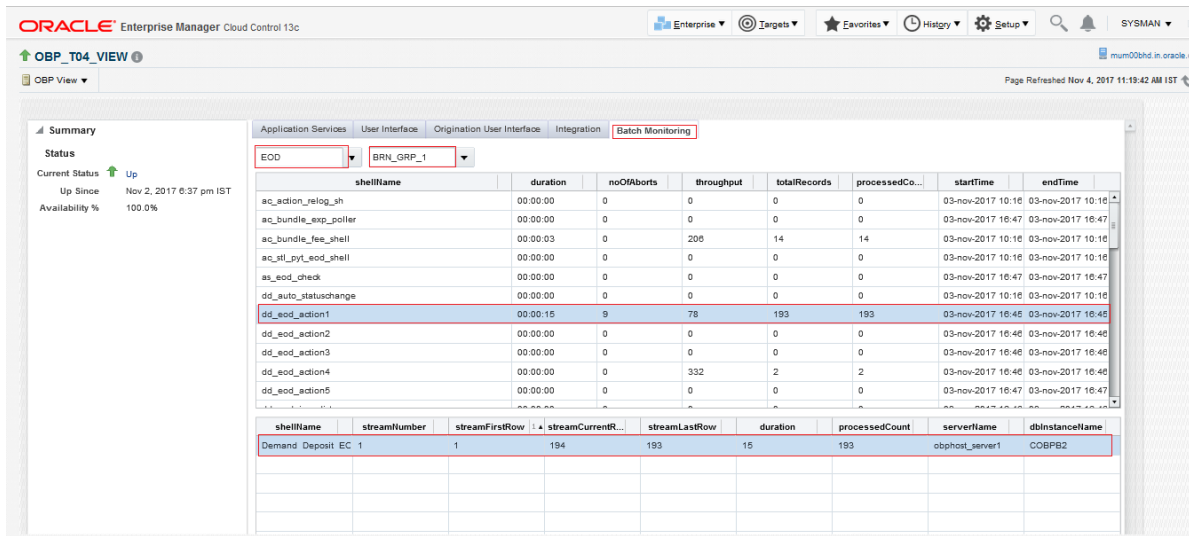 ORACLE Enterprise Manager Cloud Control 13c Enterprise Targets Favorites History Setup SYSMAN
OBP_T04_VIEW mum00bhd.in.oracle.
OBP View Page Refreshed Nov 4, 2017 11:19:42 AM IST
Summary
Status
Current Status Up
Up Since Nov 2, 2017 6:37 pm IST
Availability % 100.0%
Application Services User Interface Origination User Interface Integration Batch Monitoring
EOD BRN_GRP_1
shellName duration noOfAborts throughput totalRecords processedCo... startTime endTime
ac_action_relog_sh 00:00:00 0 0 0 0 03-nov-2017 10:16 03-nov-2017 10:16
ac_bundle_exp_poller 00:00:00 0 0 0 0 03-nov-2017 16:47 03-nov-2017 16:47
ac_bundle_fee_shell 00:00:03 0 206 14 14 03-nov-2017 10:16 03-nov-2017 10:16
ac_stl_pyt_eod_shell 00:00:00 0 0 0 0 03-nov-2017 10:16 03-nov-2017 10:16
as_eod_check 00:00:00 0 0 0 0 03-nov-2017 16:47 03-nov-2017 16:47
dd_auto_statuschange 00:00:00 0 0 0 0 03-nov-2017 10:16 03-nov-2017 10:16
dd_eod_action1 00:00:15 9 78 193 193 03-nov-2017 16:45 03-nov-2017 16:45
dd_eod_action2 00:00:00 0 0 0 0 03-nov-2017 16:46 03-nov-2017 16:46
dd_eod_action3 00:00:00 0 0 0 0 03-nov-2017 16:46 03-nov-2017 16:46
dd_eod_action4 00:00:00 0 332 2 2 03-nov-2017 16:46 03-nov-2017 16:46
dd_eod_action5 00:00:00 0 0 0 0 03-nov-2017 16:47 03-nov-2017 16:47
shellName streamNumber streamFirstRow 1 streamCurrentR... streamLastRow duration processedCount serverName dbInstanceName
Demand Deposit EC 1 1 194 193 15 193 obphost_server1 COBPB2